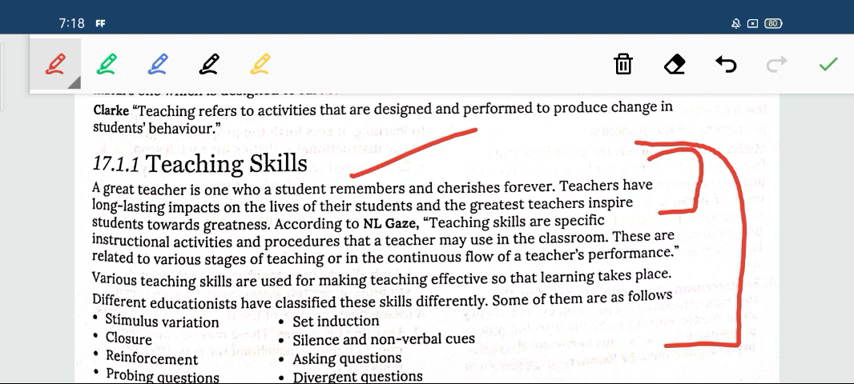 7:18 FF 80
Clarke “Teaching refers to activities that are designed and performed to produce change in
students' behaviour.”
17.1.1 Teaching Skills
A great teacher is one who a student remembers and cherishes forever. Teachers have
long-lasting impacts on the lives of their students and the greatest teachers inspire
students towards greatness. According to NL Gaze, “Teaching skills are specific
instructional activities and procedures that a teacher may use in the classroom. These are
related to various stages of teaching or in the continuous flow of a teacher's performance.”
Various teaching skills are used for making teaching effective so that learning takes place.
Different educationists have classified these skills differently. Some of them are as follows
• Stimulus variation • Set induction
• Closure • Silence and non-verbal cues
• Reinforcement • Asking questions
• Probing questions • Divergent questions